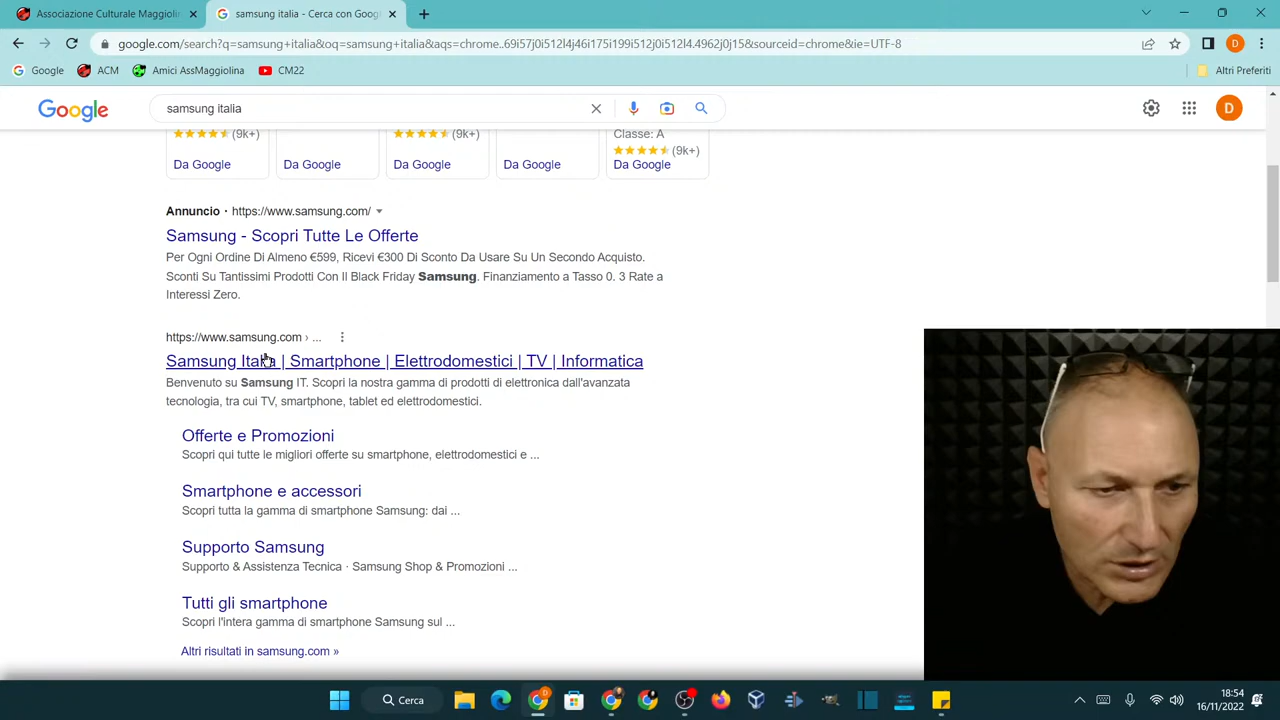 Associazione Culturale Maggiolin
samsung italia - Cerca con Goog
google.com/search?q=samsung+italia&oq=samsung+italia&aqs=chrome..69i57j0i512l4j46i175i199i512j0i512l4.4962j0j15&sourceid=chrome&ie=UTF-8
Google ACM Amici AssMaggiolina CM22 Altri Preferiti
Google samsung italia D
Classe: A
(9k+) (9k+) (9k+)
Da Google Da Google Da Google Da Google Da Google
Annuncio · https://www.samsung.com/
Samsung - Scopri Tutte Le Offerte
Per Ogni Ordine Di Almeno €599, Ricevi €300 Di Sconto Da Usare Su Un Secondo Acquisto.
Sconti Su Tantissimi Prodotti Con Il Black Friday Samsung. Finanziamento a Tasso 0. 3 Rate a
Interessi Zero.
https://www.samsung.com › ...
Samsung Italia | Smartphone | Elettrodomestici | TV | Informatica
Benvenuto su Samsung IT. Scopri la nostra gamma di prodotti di elettronica dall'avanzata
tecnologia, tra cui TV, smartphone, tablet ed elettrodomestici.
Offerte e Promozioni
Scopri qui tutte le migliori offerte su smartphone, elettrodomestici e ...
Smartphone e accessori
Scopri tutta la gamma di smartphone Samsung: dai ...
Supporto Samsung
Supporto & Assistenza Tecnica · Samsung Shop & Promozioni ...
Tutti gli smartphone
Scopri l'intera gamma di smartphone Samsung sul ...
Altri risultati in samsung.com »
Cerca
18:54
16/11/2022